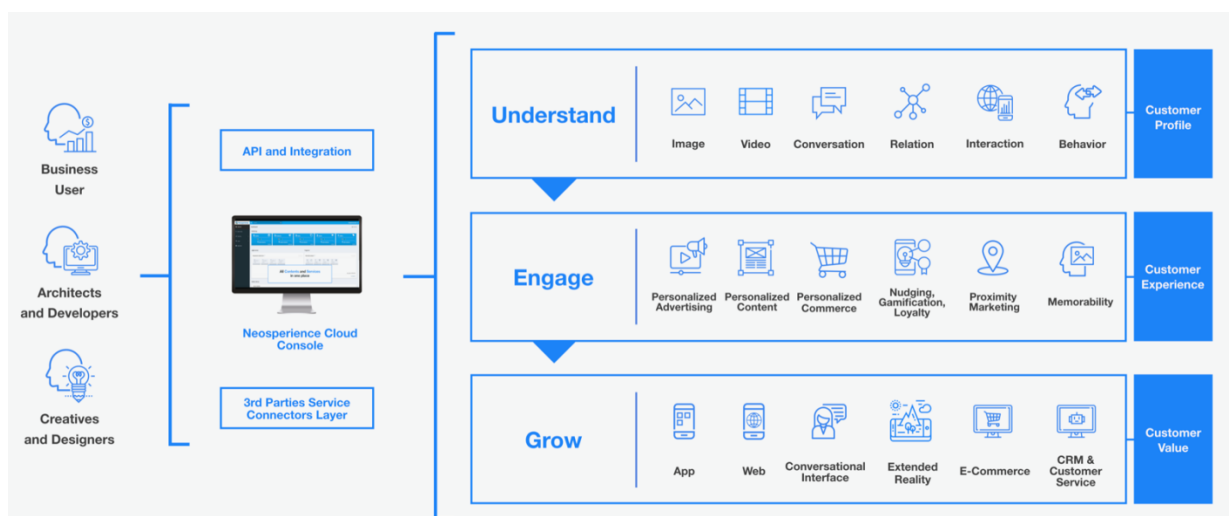 Business
User
Architects
and Developers
Creatives
and Designers
API and Integration
Neosperience Cloud
Console
3rd Parties Service
Connectors Layer
Understand
Image
Video
Conversation
Relation
Interaction
Behavior
Customer
Profile
Engage
Personalized
Advertising
Personalized
Content
Personalized
Commerce
Nudging,
Gamification,
Loyalty
Proximity
Marketing
Memorability
Customer
Experience
Grow
App
Web
Conversational
Interface
Extended
Reality
E-Commerce
CRM &
Customer
Service
Customer
Value